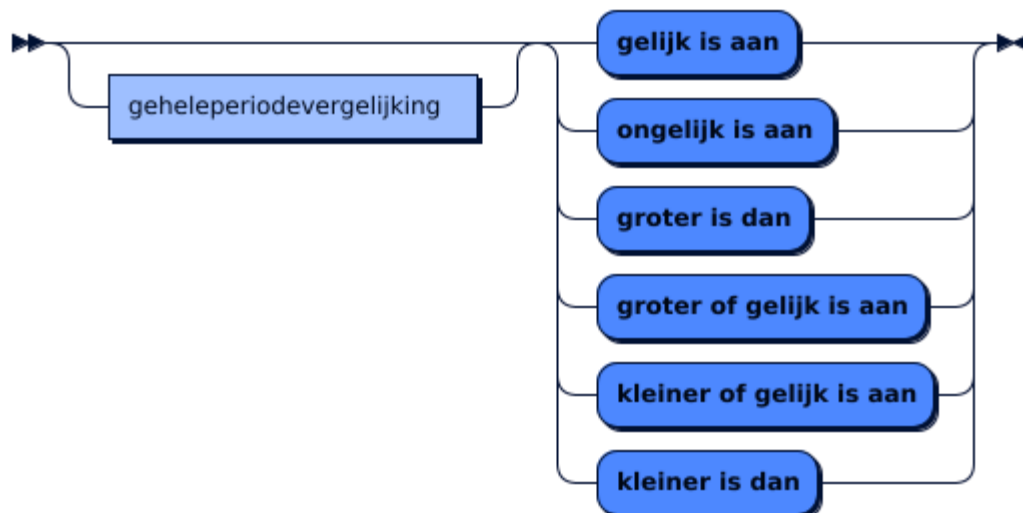 gelijk is aan
geheleperiodevergelijking
ongelijk is aan
groter is dan
groter of gelijk is aan
kleiner of gelijk is aan
kleiner is dan